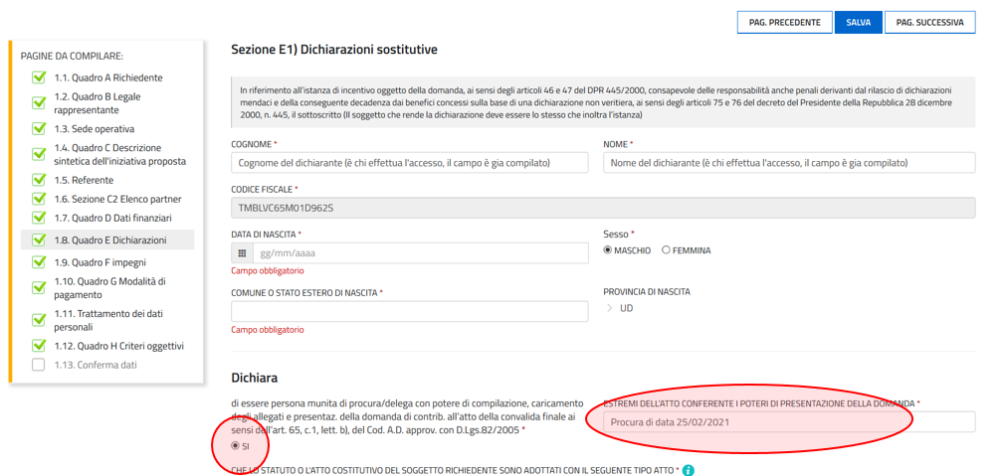 PAG. PRECEDENTE
SALVA
PAG. SUCCESSIVA
PAGINE DA COMPILARE:
1.1. Quadro A Richiedente
1.2. Quadro B Legale
rappresentante
1.3. Sede operativa
1.4. Quadro C Descrizione
sintetica dell'iniziativa proposta
1.5. Referente
1.6. Sezione C2 Elenco partner
1.7. Quadro D Dati finanziari
1.8. Quadro E Dichiarazioni
1.9. Quadro F impegni
1.10. Quadro G Modalità di
pagamento
1.11. Trattamento dei dati
personali
1.12. Quadro H Criteri oggettivi
1.13. Conferma dati
Sezione E1) Dichiarazioni sostitutive
In riferimento all'istanza di incentivo oggetto della domanda, ai sensi degli articoli 46 e 47 del DPR 445/2000, consapevole delle responsabilità anche penali derivanti dal rilascio di dichiarazioni
mendaci e della conseguente decadenza dai benefici concessi sulla base di una dichiarazione non veritiera, ai sensi degli articoli 75 e 76 del decreto del Presidente della Repubblica 28 dicembre
2000, n. 445, il sottoscritto (Il soggetto che rende la dichiarazione deve essere lo stesso che inoltra l'istanza)
COGNOME *
Cognome del dichiarante (è chi effettua l'accesso, il campo è gia compilato)
NOME *
Nome del dichiarante (è chi effettua l'accesso, il campo è gia compilato)
CODICE FISCALE *
TMBLVC65M01D962S
DATA DI NASCITA *
gg/mm/aaaa
Campo obbligatorio
Sesso *
MASCHIO
FEMMINA
COMUNE O STATO ESTERO DI NASCITA *
Campo obbligatorio
PROVINCIA DI NASCITA
UD
Dichiara
di essere persona munita di procura/delega con potere di compilazione, caricamento
degli allegati e presentaz. della domanda di contrib. all'atto della convalida finale ai
sensi dell'art. 65, c.1, lett. b), del Cod. A.D. approv. con D.Lgs.82/2005 *
SI
ESTREMI DELL'ATTO CONFERENTE I POTERI DI PRESENTAZIONE DELLA DOMANDA *
Procura di data 25/02/2021
CHE LO STATUTO O L'ATTO COSTITUTIVO DEL SOGGETTO RICHIEDENTE SONO ADOTTATI CON IL SEGUENTE TIPO ATTO * i